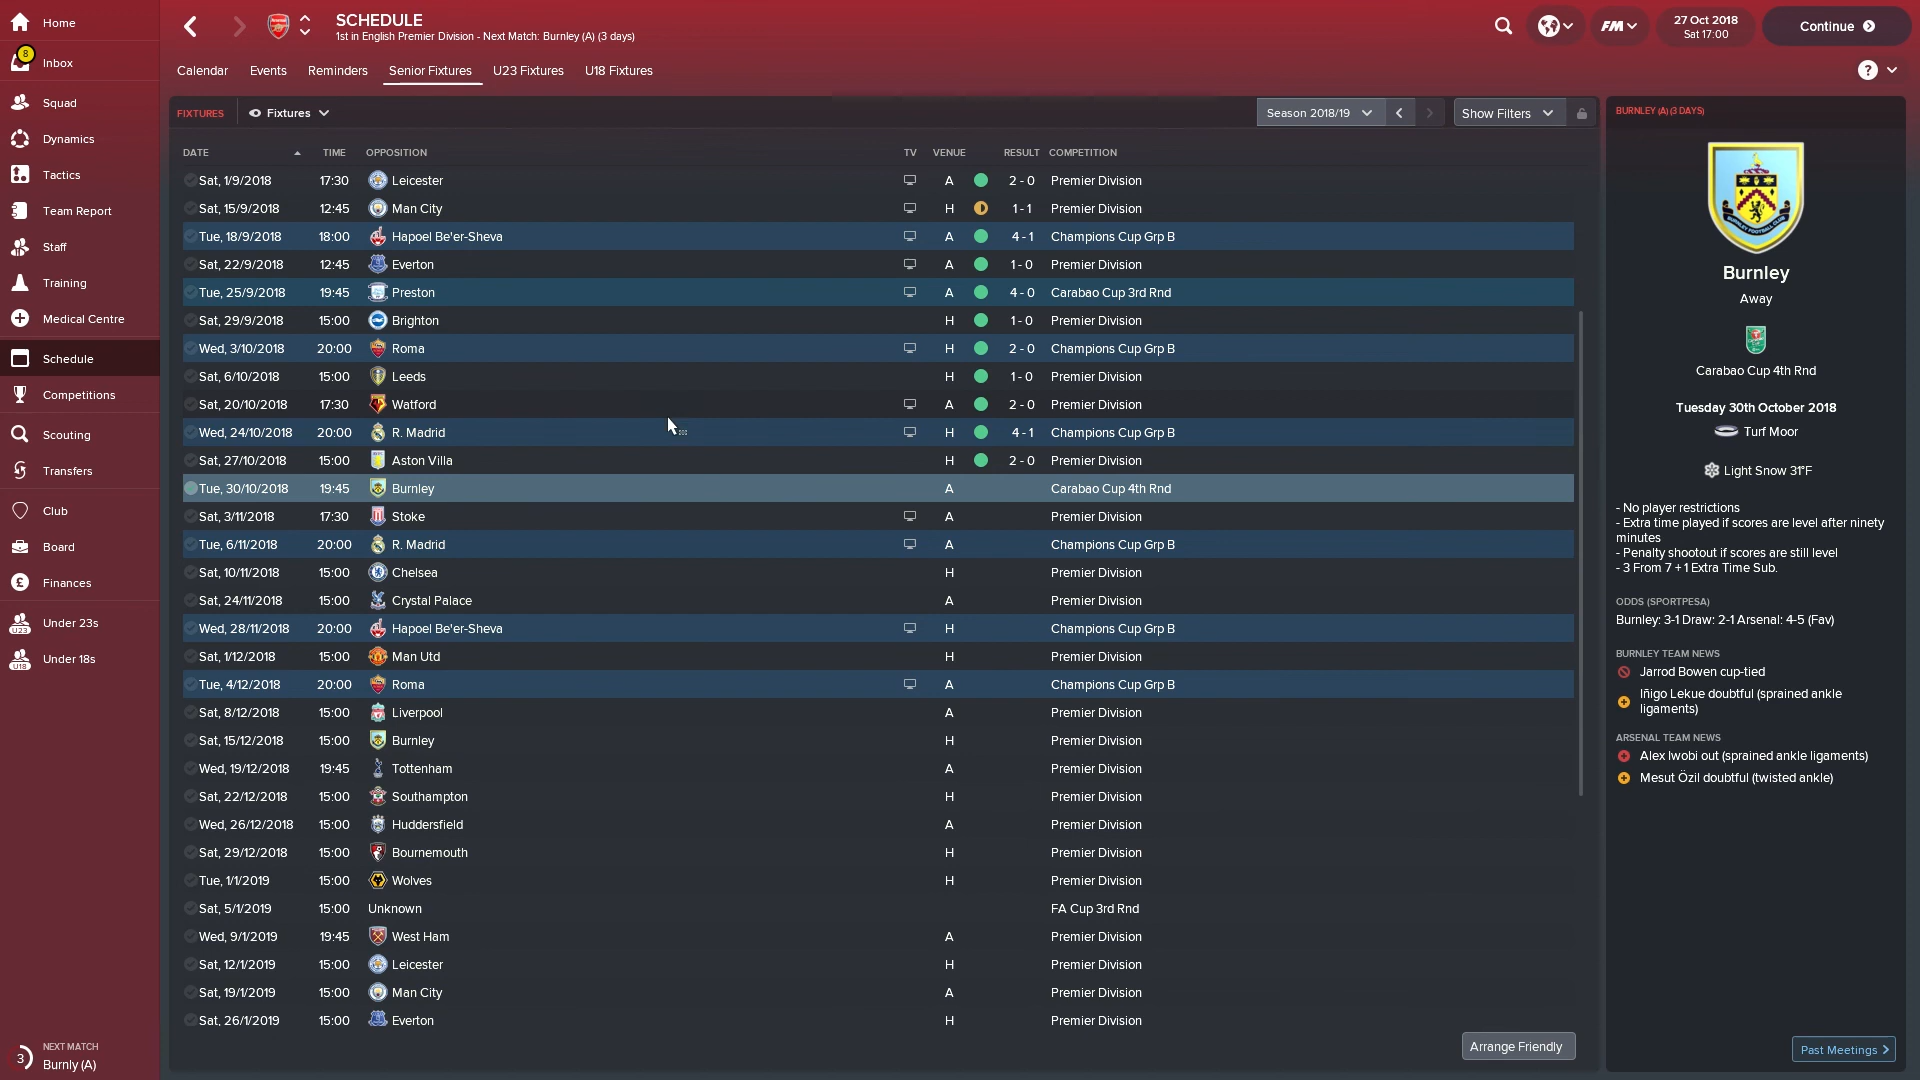 Home
8
Inbox
Squad
Dynamics
Tactics
Team Report
Staff
Training
Medical Centre
Schedule
Competitions
Scouting
Transfers
Club
Board
Finances
U23
Under 23s
U18
Under 18s
3
NEXT MATCH
Burnly (A)
SCHEDULE
1st in English Premier Division - Next Match: Burnley (A) (3 days)
FM
27 Oct 2018
Sat 17:00
Continue
Calendar Events Reminders Senior Fixtures U23 Fixtures U18 Fixtures
?
FIXTURES Fixtures Season 2018/19 Show Filters
DATE TIME OPPOSITION TV VENUE RESULT COMPETITION
Sat, 1/9/2018 17:30 Leicester A 2 - 0 Premier Division
Sat, 15/9/2018 12:45 Man City H 1 - 1 Premier Division
Tue, 18/9/2018 18:00 Hapoel Be'er-Sheva A 4 - 1 Champions Cup Grp B
Sat, 22/9/2018 12:45 Everton A 1 - 0 Premier Division
Tue, 25/9/2018 19:45 Preston A 4 - 0 Carabao Cup 3rd Rnd
Sat, 29/9/2018 15:00 Brighton H 1 - 0 Premier Division
Wed, 3/10/2018 20:00 Roma H 2 - 0 Champions Cup Grp B
Sat, 6/10/2018 15:00 Leeds H 1 - 0 Premier Division
Sat, 20/10/2018 17:30 Watford A 2 - 0 Premier Division
Wed, 24/10/2018 20:00 R. Madrid H 4 - 1 Champions Cup Grp B
Sat, 27/10/2018 15:00 Aston Villa H 2 - 0 Premier Division
Tue, 30/10/2018 19:45 Burnley A Carabao Cup 4th Rnd
Sat, 3/11/2018 17:30 Stoke A Premier Division
Tue, 6/11/2018 20:00 R. Madrid A Champions Cup Grp B
Sat, 10/11/2018 15:00 Chelsea H Premier Division
Sat, 24/11/2018 15:00 Crystal Palace A Premier Division
Wed, 28/11/2018 20:00 Hapoel Be'er-Sheva H Champions Cup Grp B
Sat, 1/12/2018 15:00 Man Utd H Premier Division
Tue, 4/12/2018 20:00 Roma A Champions Cup Grp B
Sat, 8/12/2018 15:00 Liverpool A Premier Division
Sat, 15/12/2018 15:00 Burnley H Premier Division
Wed, 19/12/2018 19:45 Tottenham A Premier Division
Sat, 22/12/2018 15:00 Southampton H Premier Division
Wed, 26/12/2018 15:00 Huddersfield A Premier Division
Sat, 29/12/2018 15:00 Bournemouth H Premier Division
Tue, 1/1/2019 15:00 Wolves H Premier Division
Sat, 5/1/2019 15:00 Unknown FA Cup 3rd Rnd
Wed, 9/1/2019 19:45 West Ham A Premier Division
Sat, 12/1/2019 15:00 Leicester H Premier Division
Sat, 19/1/2019 15:00 Man City A Premier Division
Sat, 26/1/2019 15:00 Everton H Premier Division
Arrange Friendly
BURNLEY (A) (3 DAYS)
Burnley
Away
Carabao Cup 4th Rnd
Tuesday 30th October 2018
Turf Moor
Light Snow 31°F
- No player restrictions
- Extra time played if scores are level after ninety
minutes
- Penalty shootout if scores are still level
- 3 From 7 + 1 Extra Time Sub.
ODDS (SPORTPESA)
Burnley: 3-1 Draw: 2-1 Arsenal: 4-5 (Fav)
BURNLEY TEAM NEWS
Jarrod Bowen cup-tied
Iñigo Lekue doubtful (sprained ankle
ligaments)
ARSENAL TEAM NEWS
Alex Iwobi out (sprained ankle ligaments)
Mesut Özil doubtful (twisted ankle)
Past Meetings